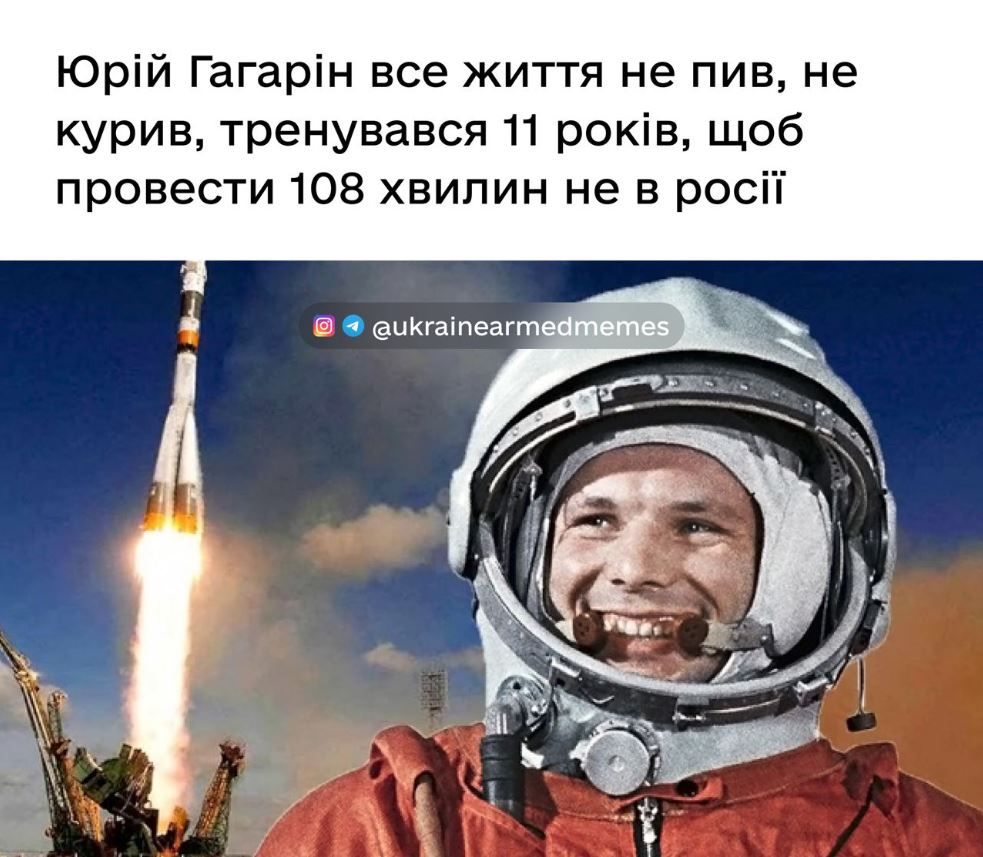 Юрій Гагарін все життя не пив, не
курив, тренувався 11 років, щоб
провести 108 хвилин не в росії
@ukrainearmedmemes